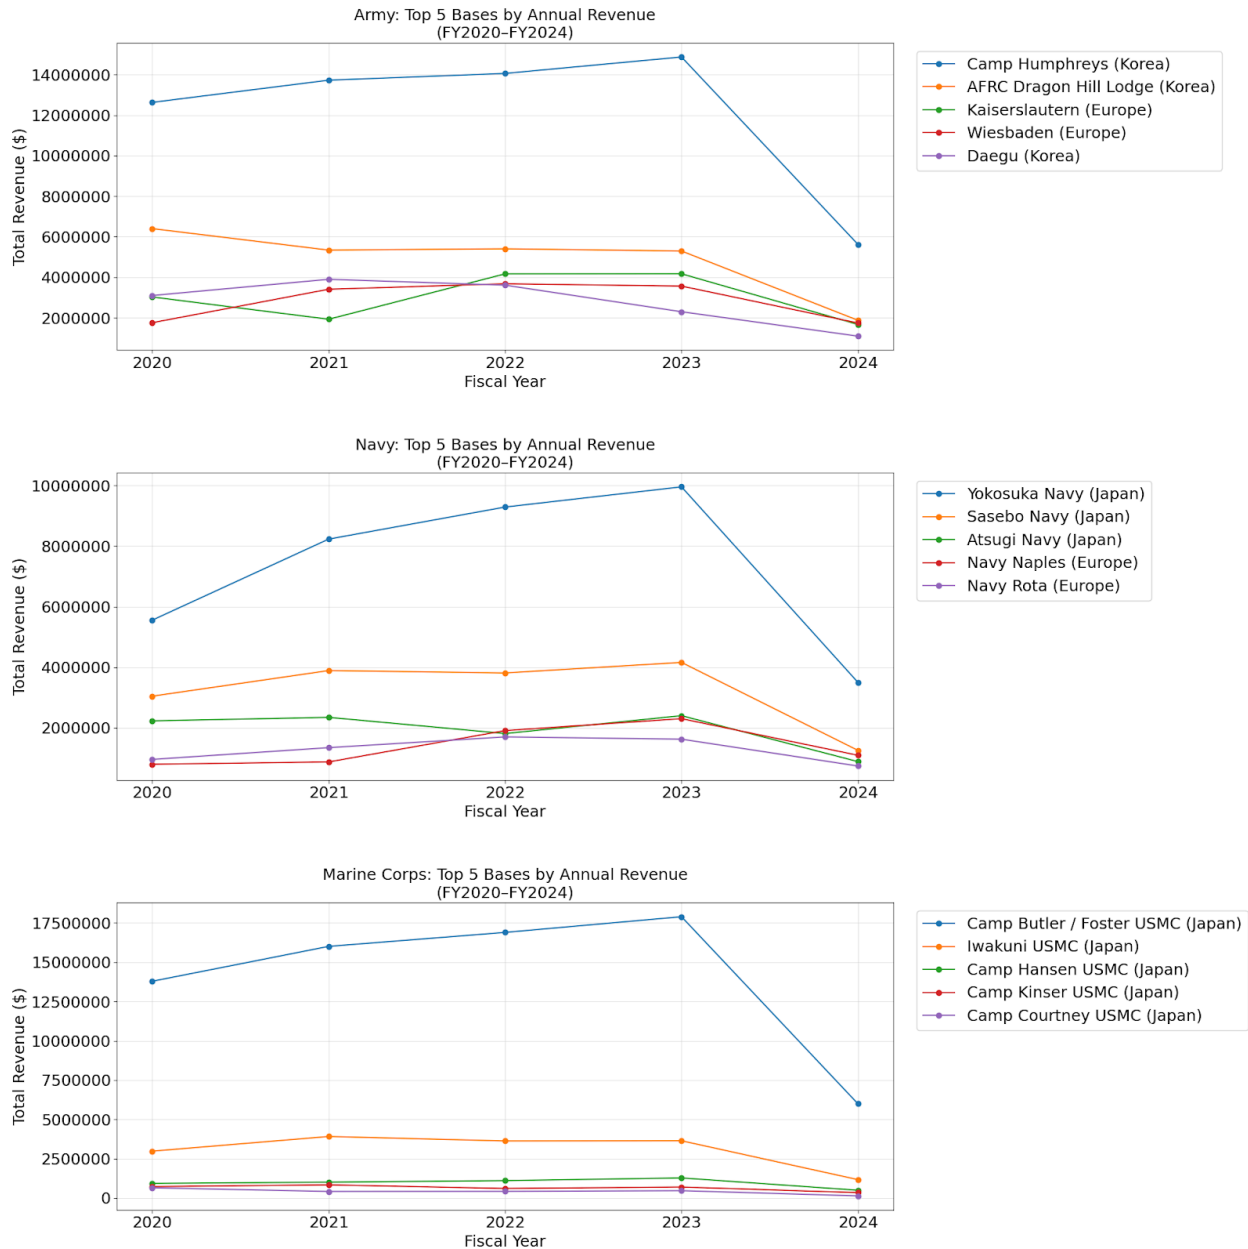 Army: Top 5 Bases by Annual Revenue
(FY2020–FY2024)
Total Revenue ($)
14000000
12000000
10000000
8000000
6000000
4000000
2000000
2020 2021 2022 2023 2024
Fiscal Year
Camp Humphreys (Korea)
AFRC Dragon Hill Lodge (Korea)
Kaiserslautern (Europe)
Wiesbaden (Europe)
Daegu (Korea)
Navy: Top 5 Bases by Annual Revenue
(FY2020–FY2024)
Total Revenue ($)
10000000
8000000
6000000
4000000
2000000
2020 2021 2022 2023 2024
Fiscal Year
Yokosuka Navy (Japan)
Sasebo Navy (Japan)
Atsugi Navy (Japan)
Navy Naples (Europe)
Navy Rota (Europe)
Marine Corps: Top 5 Bases by Annual Revenue
(FY2020–FY2024)
Total Revenue ($)
17500000
15000000
12500000
10000000
7500000
5000000
2500000
0
2020 2021 2022 2023 2024
Fiscal Year
Camp Butler / Foster USMC (Japan)
Iwakuni USMC (Japan)
Camp Hansen USMC (Japan)
Camp Kinser USMC (Japan)
Camp Courtney USMC (Japan)